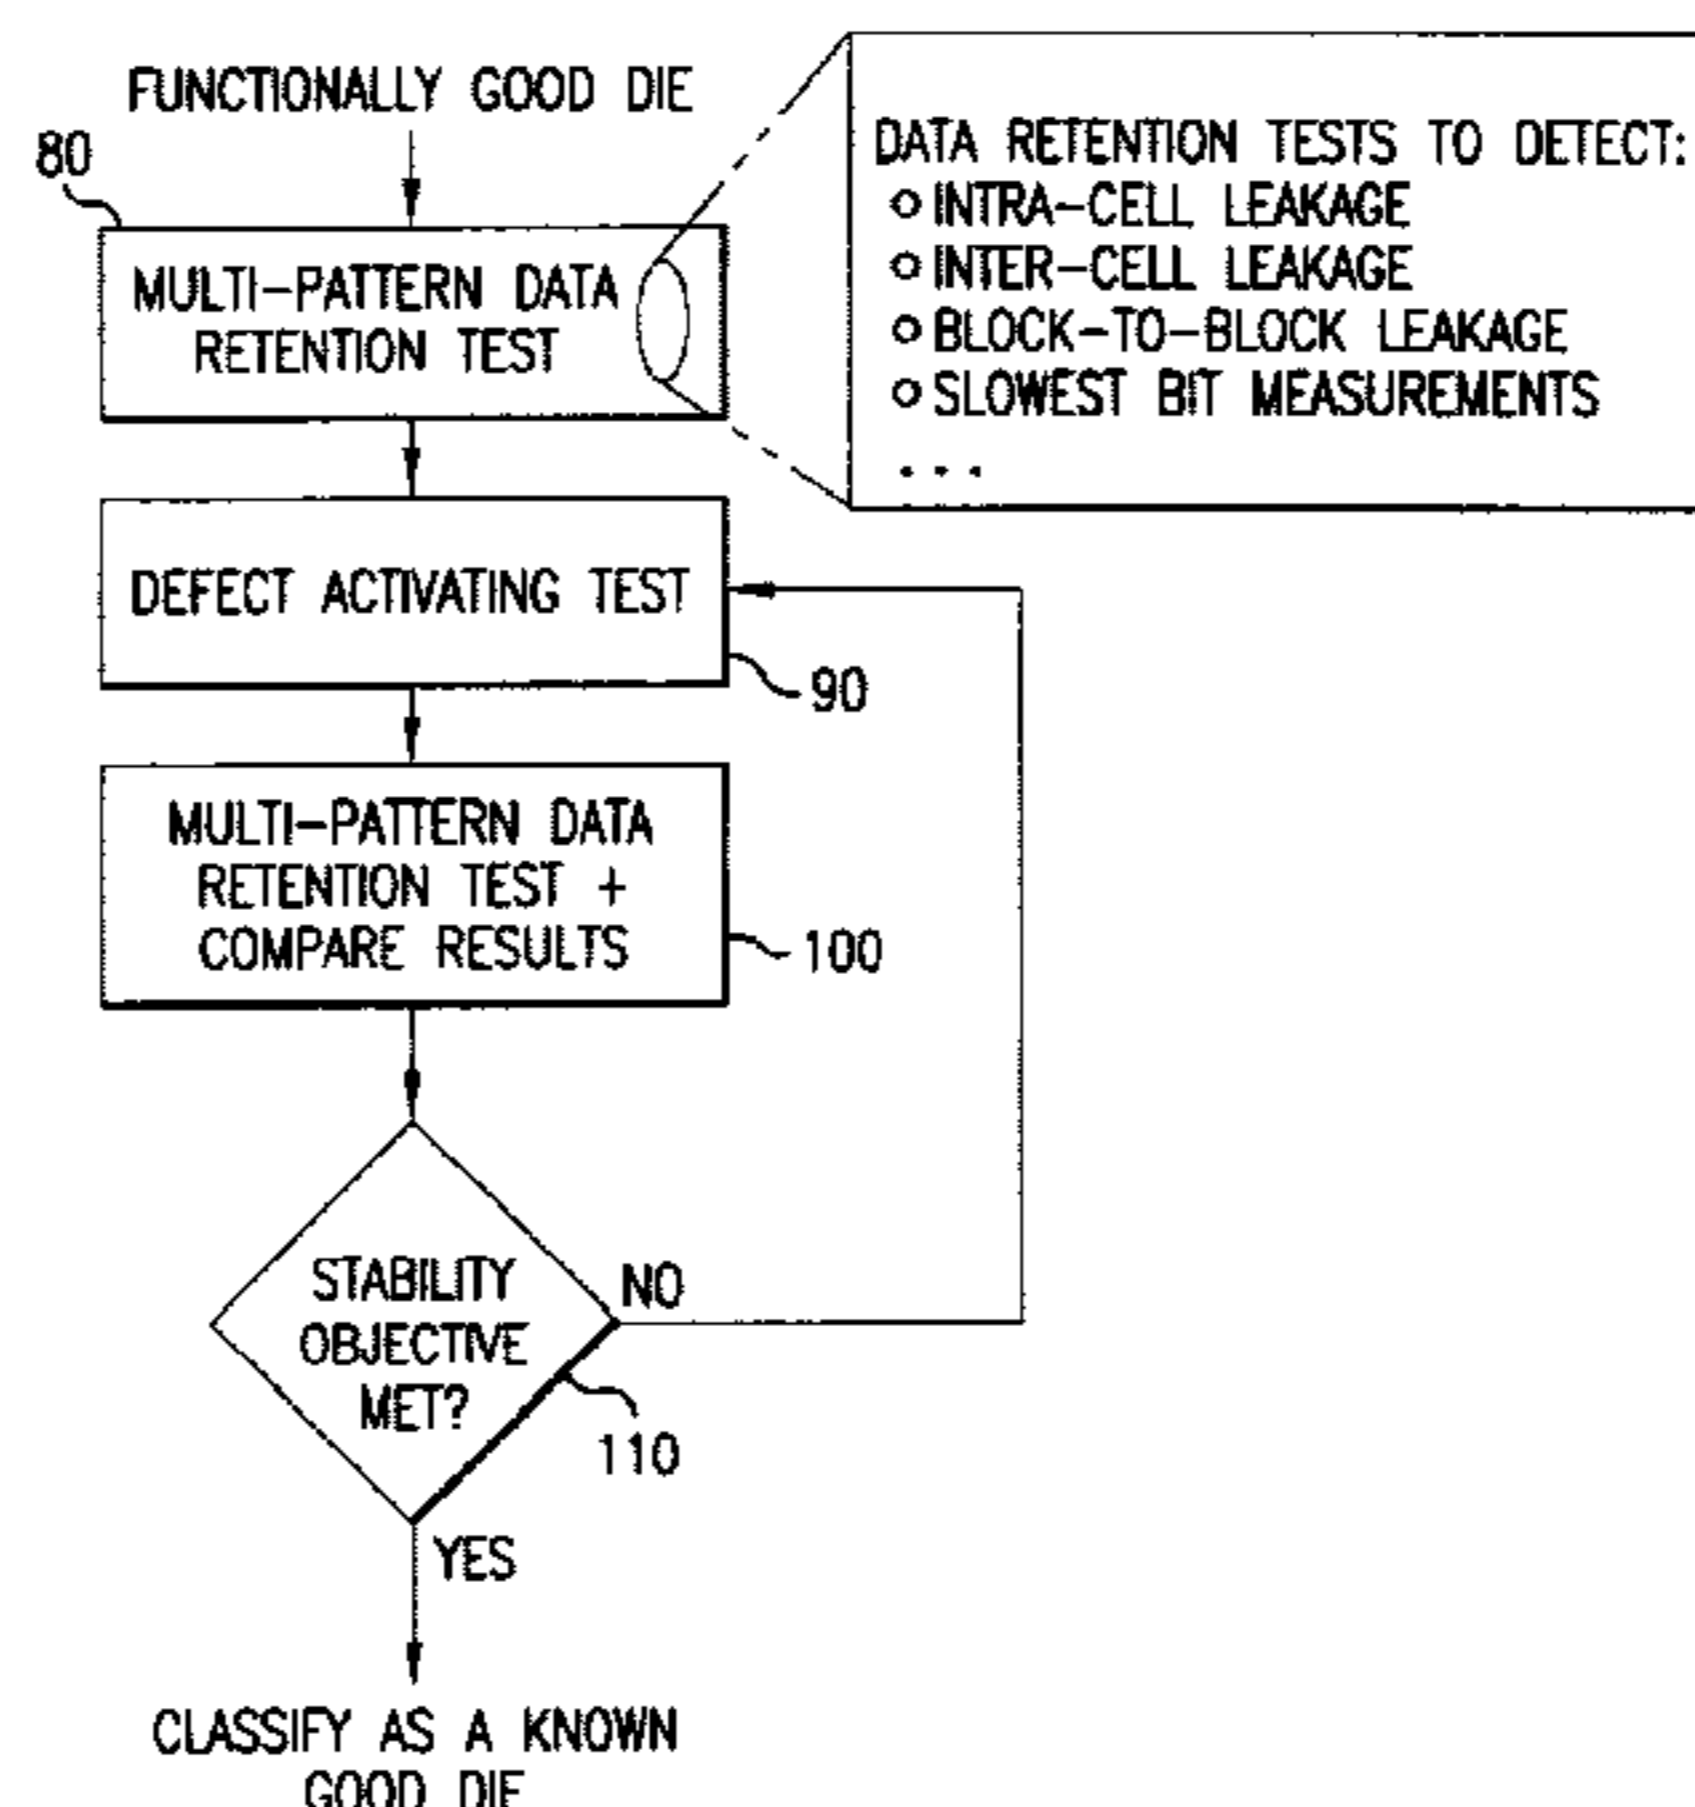 FUNCTIONALLY GOOD DIE
80
MULTI-PATTERN DATA
RETENTION TEST
DATA RETENTION TESTS TO DETECT:
○ INTRA-CELL LEAKAGE
○ INTER-CELL LEAKAGE
○ BLOCK-TO-BLOCK LEAKAGE
○ SLOWEST BIT MEASUREMENTS
...
DEFECT ACTIVATING TEST
90
MULTI-PATTERN DATA
RETENTION TEST +
COMPARE RESULTS
100
STABILITY
OBJECTIVE
MET?
NO
110
YES
CLASSIFY AS A KNOWN
GOOD DIE